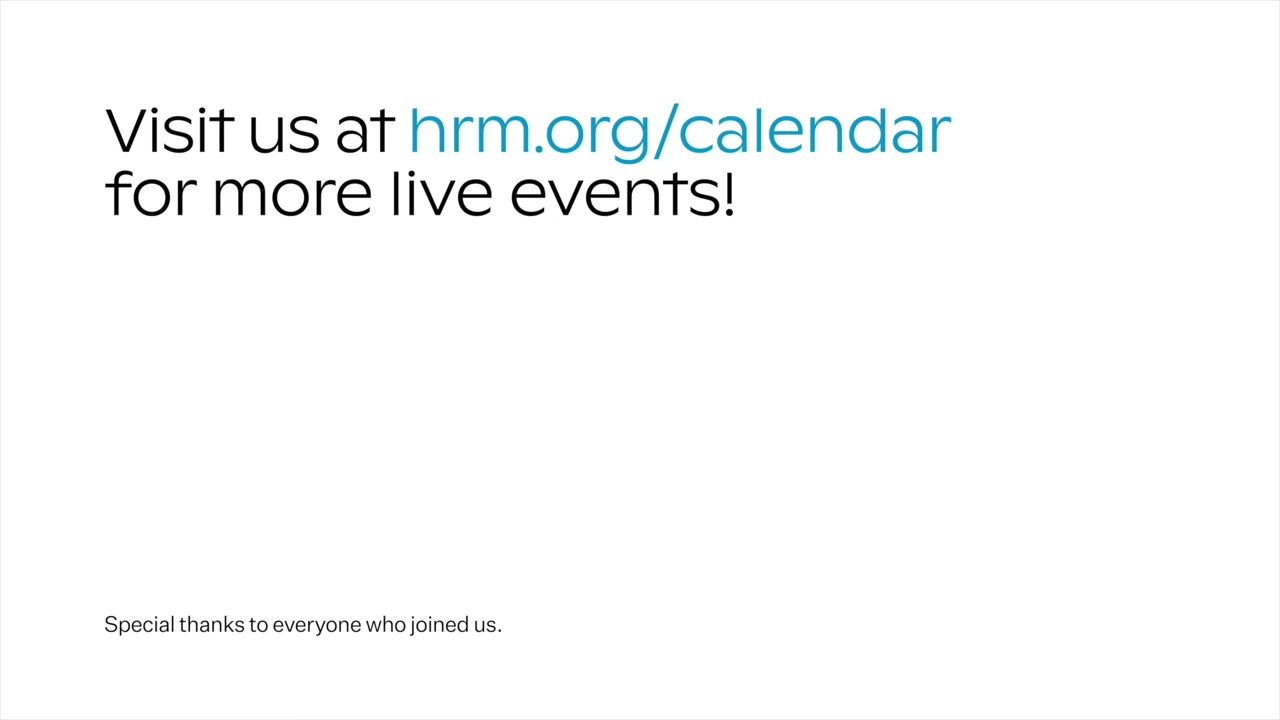 Visit us at hrm.org/calendar
for more live events!
Special thanks to everyone who joined us.